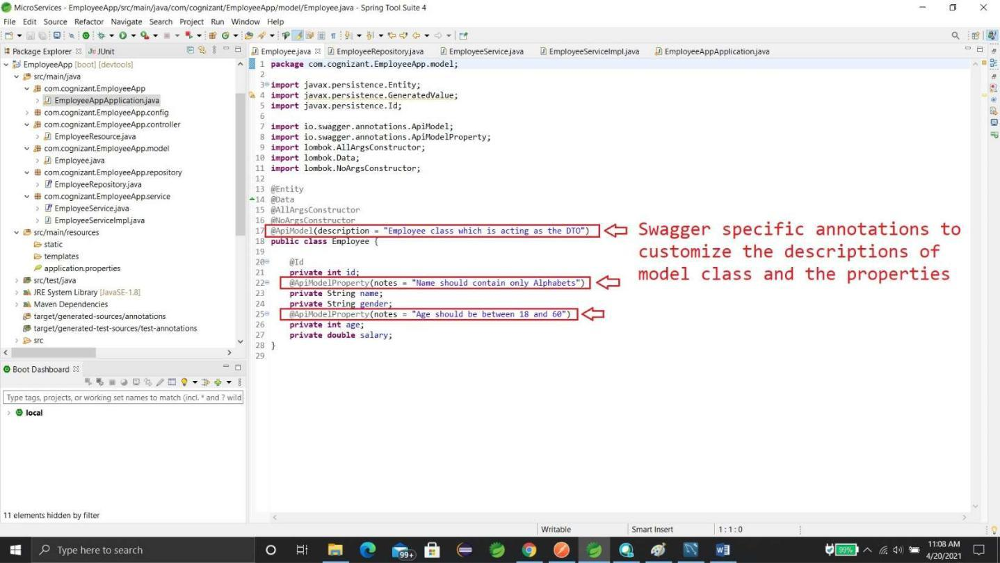 MicroServices - EmployeeApp/src/main/java/com/cognizant/EmployeeApp/model/Employee.java - Spring Tool Suite 4
File Edit Source Refactor Navigate Search Project Run Window Help
Package Explorer JUnit
EmployeeApp [boot] [devtools]
src/main/java
com.cognizant.EmployeeApp
EmployeeAppApplication.java
com.cognizant.EmployeeApp.config
com.cognizant.EmployeeApp.controller
EmployeeResource.java
com.cognizant.EmployeeApp.model
Employee.java
com.cognizant.EmployeeApp.repository
EmployeeRepository.java
com.cognizant.EmployeeApp.service
EmployeeService.java
EmployeeServiceImpl.java
src/main/resources
static
templates
application.properties
src/test/java
JRE System Library [JavaSE-1.8]
Maven Dependencies
target/generated-sources/annotations
target/generated-test-sources/test-annotations
src
Boot Dashboard
Type tags, projects, or working set names to match (incl. * and ? wild
local
11 elements hidden by filter
Employee.java EmployeeRepository.java EmployeeService.java EmployeeServiceImpl.java EmployeeAppApplication.java
1 package com.cognizant.EmployeeApp.model;
2
3 import javax.persistence.Entity;
4 import javax.persistence.GeneratedValue;
5 import javax.persistence.Id;
6
7 import io.swagger.annotations.ApiModel;
8 import io.swagger.annotations.ApiModelProperty;
9 import lombok.AllArgsConstructor;
10 import lombok.Data;
11 import lombok.NoArgsConstructor;
12
13 @Entity
14 @Data
15 @AllArgsConstructor
16 @NoArgsConstructor
17 @ApiModel(description = "Employee class which is acting as the DTO")
18 public class Employee {
19
20 @Id
21 private int id;
22 @ApiModelProperty(notes = "Name should contain only Alphabets")
23 private String name;
24 private String gender;
25 @ApiModelProperty(notes = "Age should be between 18 and 60")
26 private int age;
27 private double salary;
28 }
29
Swagger specific annotations to
customize the descriptions of
model class and the properties
Writable Smart Insert 1 : 1 : 0
Type here to search
99+
99%
11:08 AM
4/20/2021